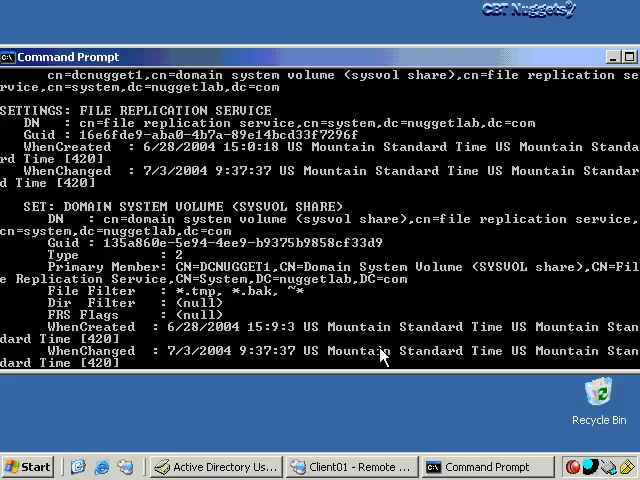 CBT Nuggets
Command Prompt
cn=dcnugget1,cn=domain system volume (sysvol share),cn=file replication se
rvice,cn=system,dc=nuggetlab,dc=com
SETTINGS: FILE REPLICATION SERVICE
DN   : cn=file replication service,cn=system,dc=nuggetlab,dc=com
Guid : 16e6fde9-aba0-4b7a-89e14bcd33f7296f
WhenCreated  : 6/28/2004 15:0:18 US Mountain Standard Time US Mountain Standa
rd Time [420]
WhenChanged  : 7/3/2004 9:37:37 US Mountain Standard Time US Mountain Standar
d Time [420]
SET: DOMAIN SYSTEM VOLUME (SYSVOL SHARE)
DN   : cn=domain system volume (sysvol share),cn=file replication service,
cn=system,dc=nuggetlab,dc=com
Guid : 135a860e-5e94-4ee9-b9375b9858cf33d9
Type          : 2
Primary Member: CN=DCNUGGET1,CN=Domain System Volume (SYSVOL share),CN=Fil
e Replication Service,CN=System,DC=nuggetlab,DC=com
File Filter   : *.tmp, *.bak, ~*
Dir  Filter   : (null)
FRS Flags     : (null)
WhenCreated  : 6/28/2004 15:9:3 US Mountain Standard Time US Mountain Stan
dard Time [420]
WhenChanged  : 7/3/2004 9:37:37 US Mountain Standard Time US Mountain Stan
dard Time [420]
Recycle Bin
Start
Active Directory Us...
Client01 - Remote ...
Command Prompt